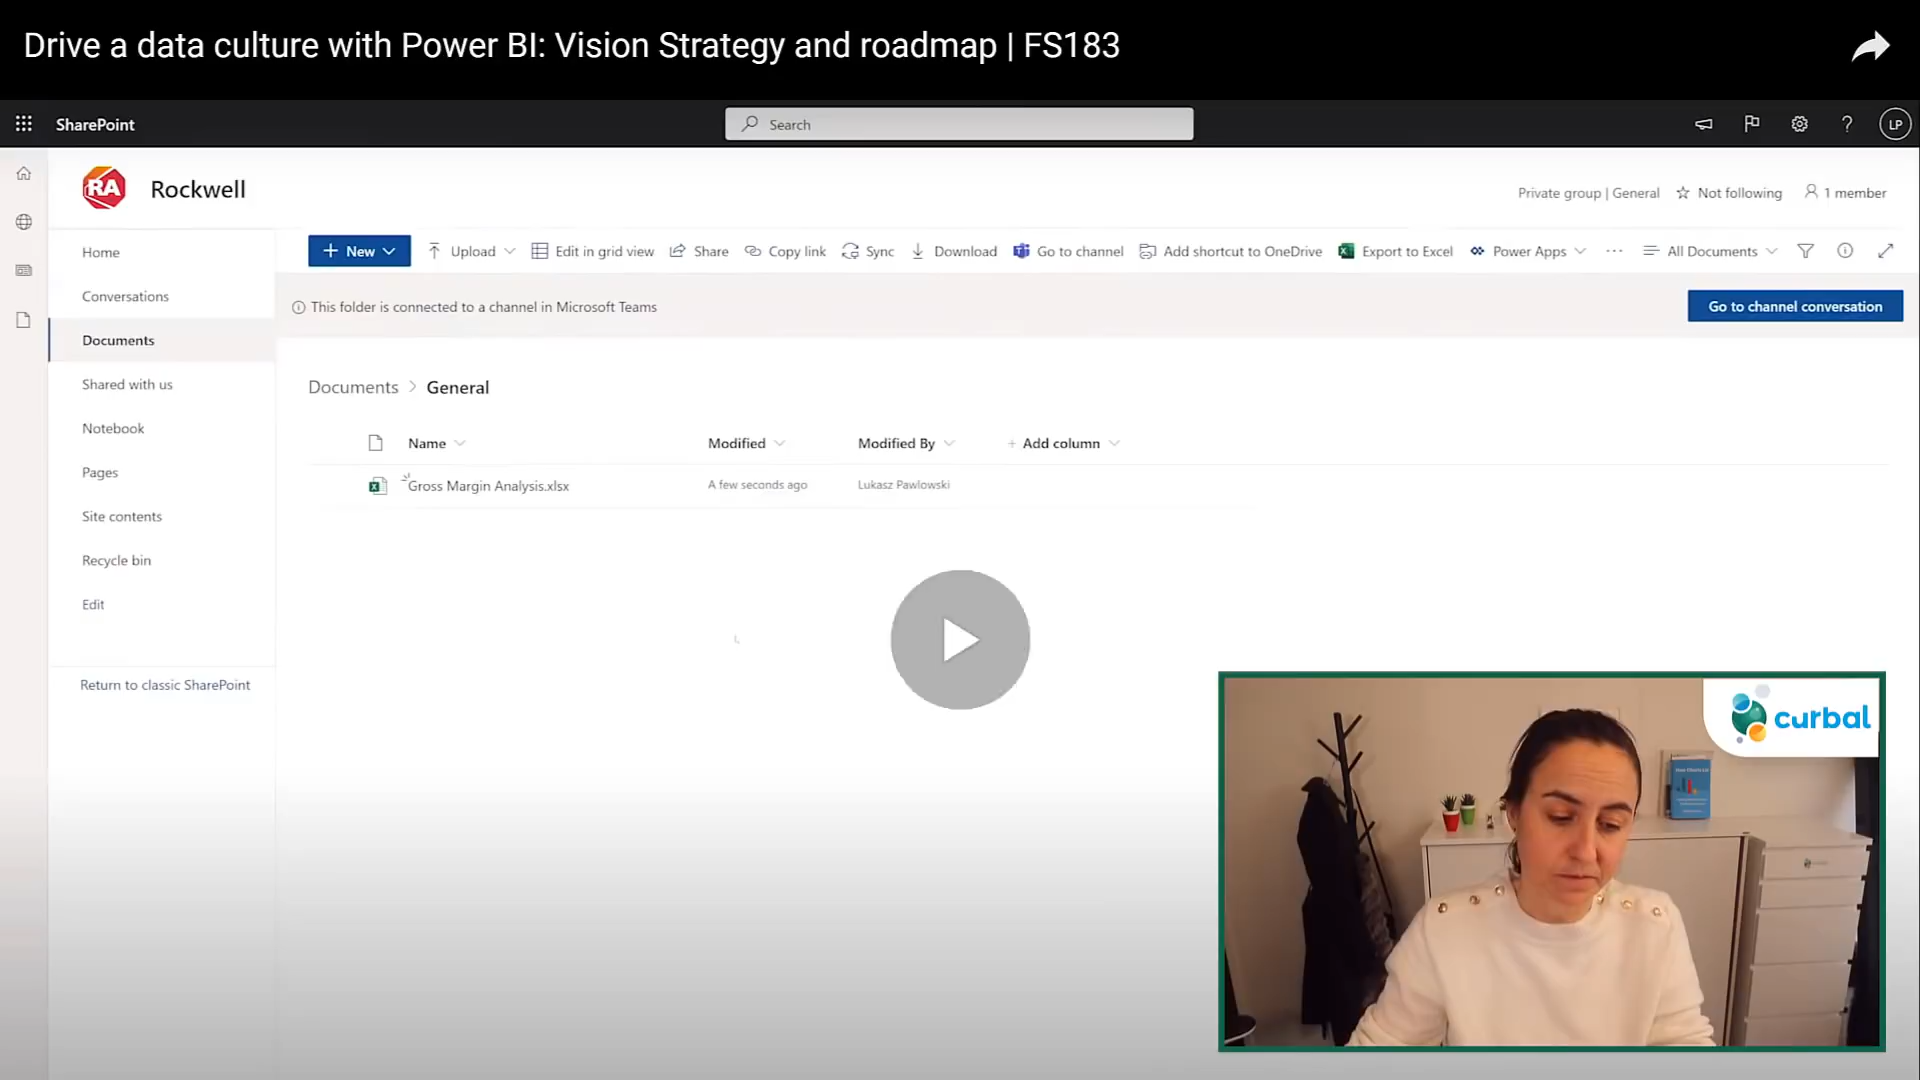 Drive a data culture with Power BI: Vision Strategy and roadmap | FS183
SharePoint
Search
LP
RA
Rockwell
Private group | General Not following 1 member
Home
Conversations
Documents
Shared with us
Notebook
Pages
Site contents
Recycle bin
Edit
Return to classic SharePoint
+ New Upload Edit in grid view Share Copy link Sync Download Go to channel Add shortcut to OneDrive Export to Excel Power Apps ... All Documents
This folder is connected to a channel in Microsoft Teams
Go to channel conversation
Documents > General
Name Modified Modified By + Add column
Gross Margin Analysis.xlsx A few seconds ago Lukasz Pawlowski
curbal